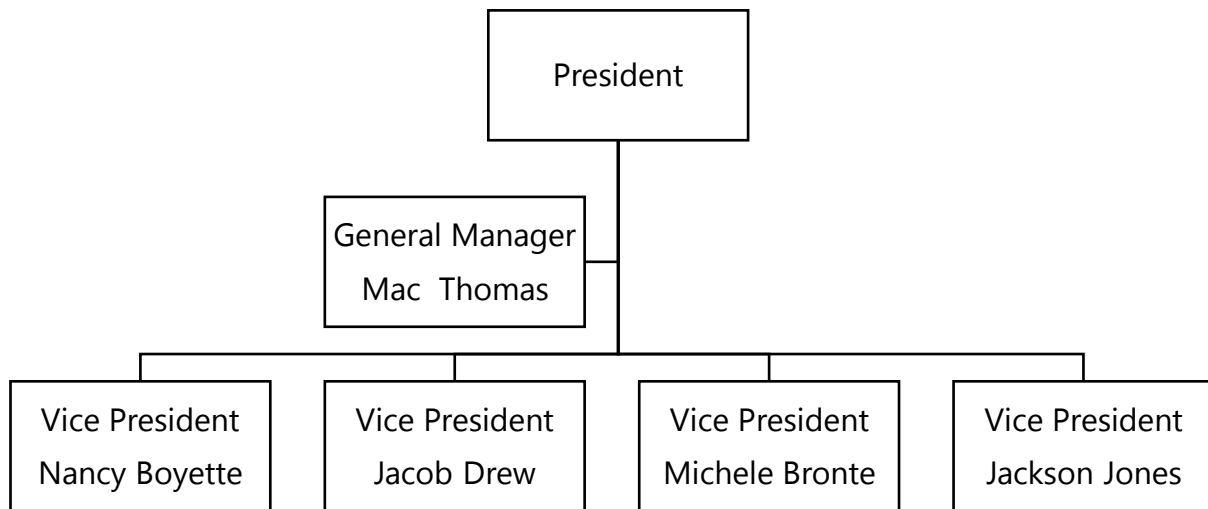 President
General Manager
Mac  Thomas
Vice President
Nancy Boyette
Vice President
Jacob Drew
Vice President
Michele Bronte
Vice President
Jackson Jones